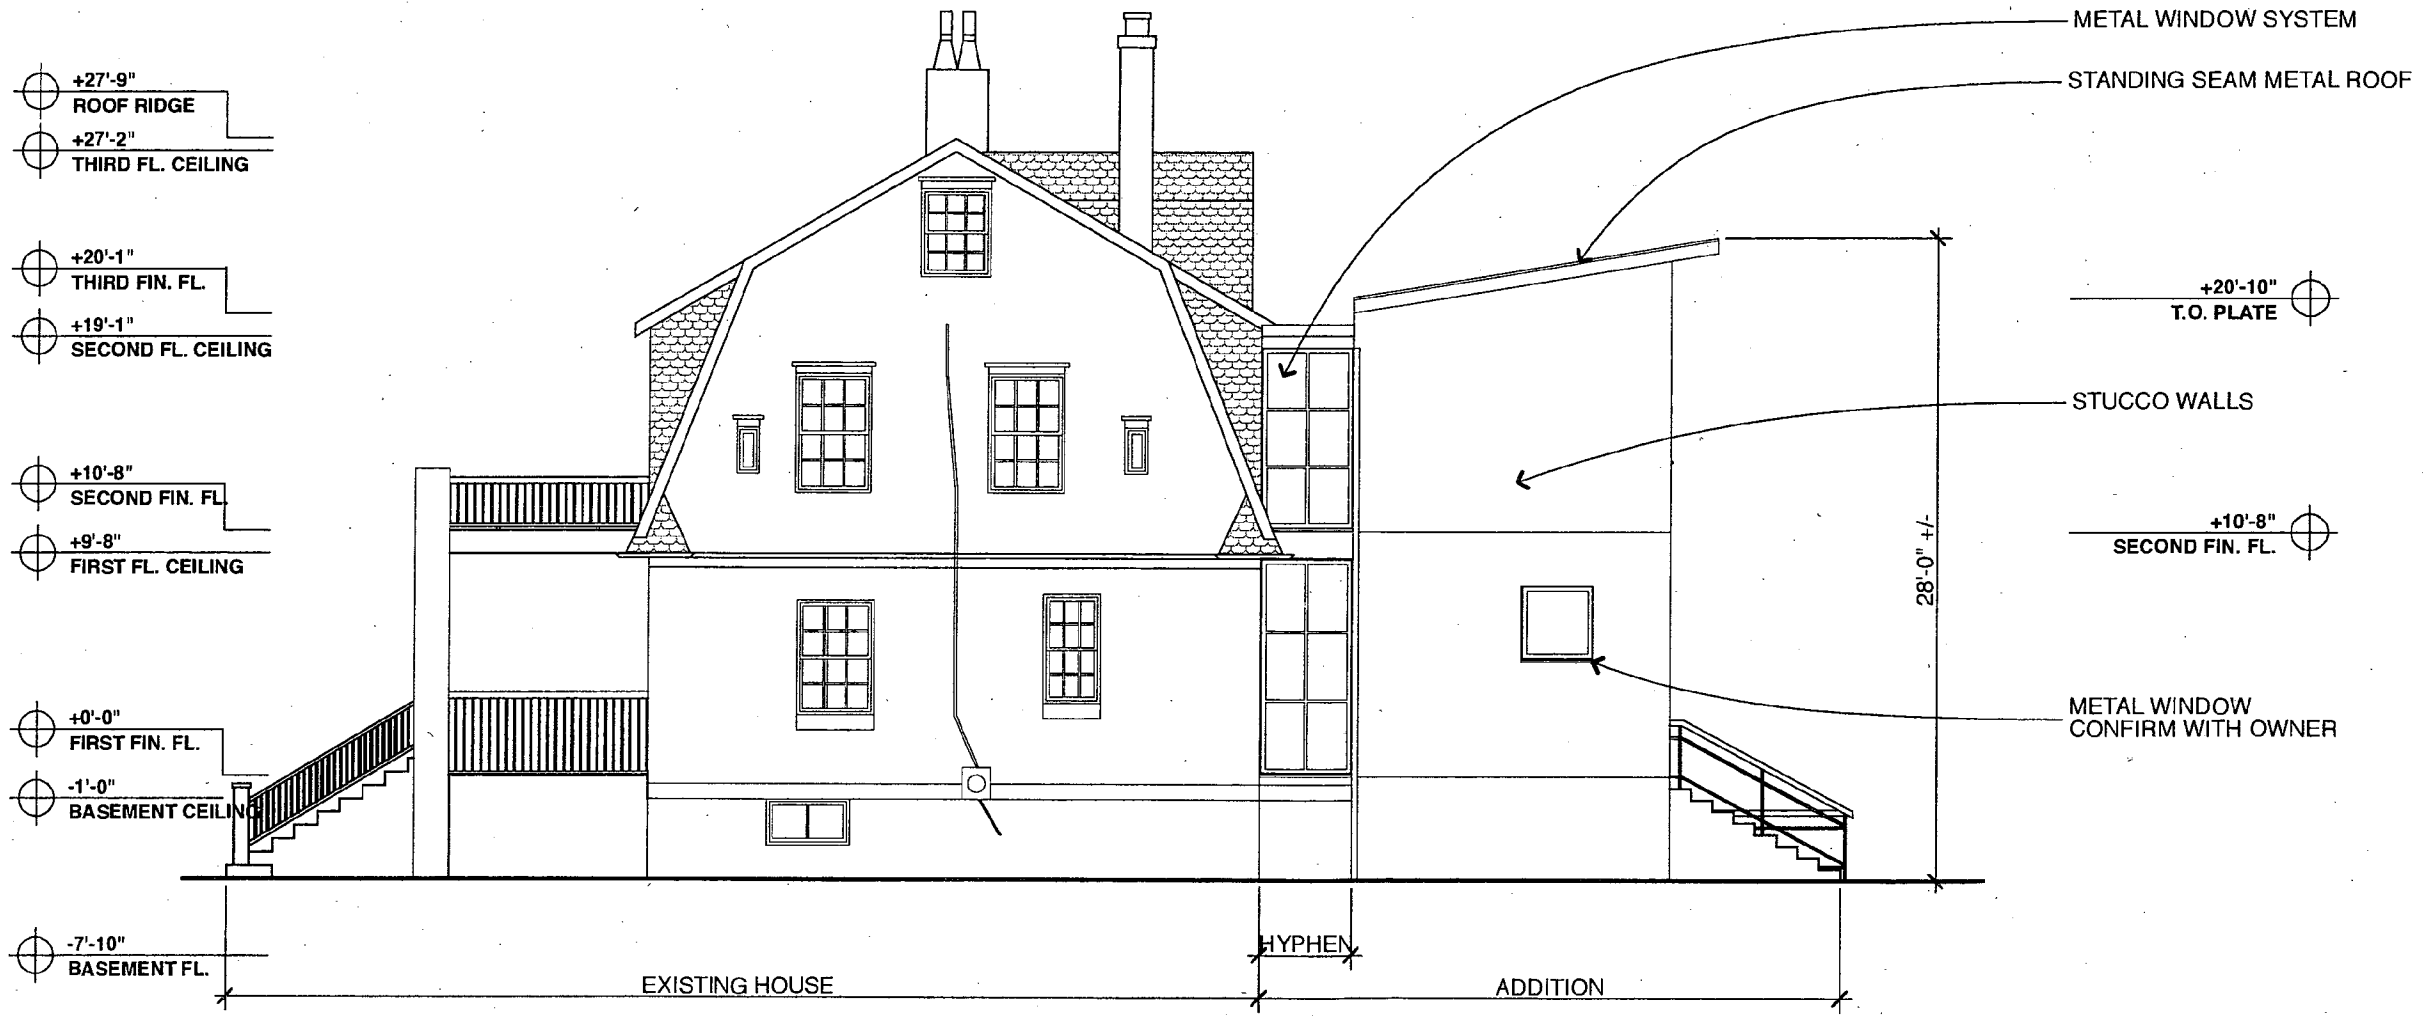 METAL WINDOW SYSTEM
STANDING SEAM METAL ROOF
+27'-9"
ROOF RIDGE
+27'-2"
THIRD FL. CEILING
+20'-1"
THIRD FIN. FL.
+19'-1"
SECOND FL. CEILING
+20'-10"
T.O. PLATE
STUCCO WALLS
+10'-8"
SECOND FIN. FL.
+9'-8"
FIRST FL. CEILING
+10'-8"
SECOND FIN. FL.
28'-0" +/-
METAL WINDOW
CONFIRM WITH OWNER
+0'-0"
FIRST FIN. FL.
-1'-0"
BASEMENT CEILING
-7'-10"
BASEMENT FL.
HYPHEN
EXISTING HOUSE
ADDITION